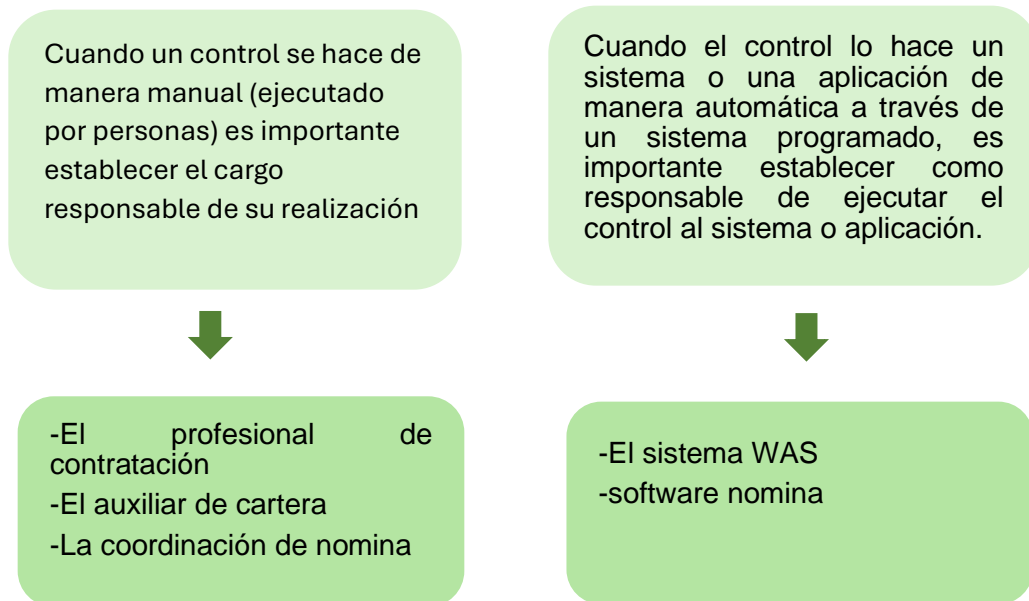 Cuando un control se hace de
manera manual (ejecutado
por personas) es importante
establecer el cargo
responsable de su realización
Cuando el control lo hace un
sistema o una aplicación de
manera automática a través de
un sistema programado, es
importante establecer como
responsable de ejecutar el
control al sistema o aplicación.
-El profesional de
contratación
-El auxiliar de cartera
-La coordinación de nomina
-El sistema WAS
-software nomina